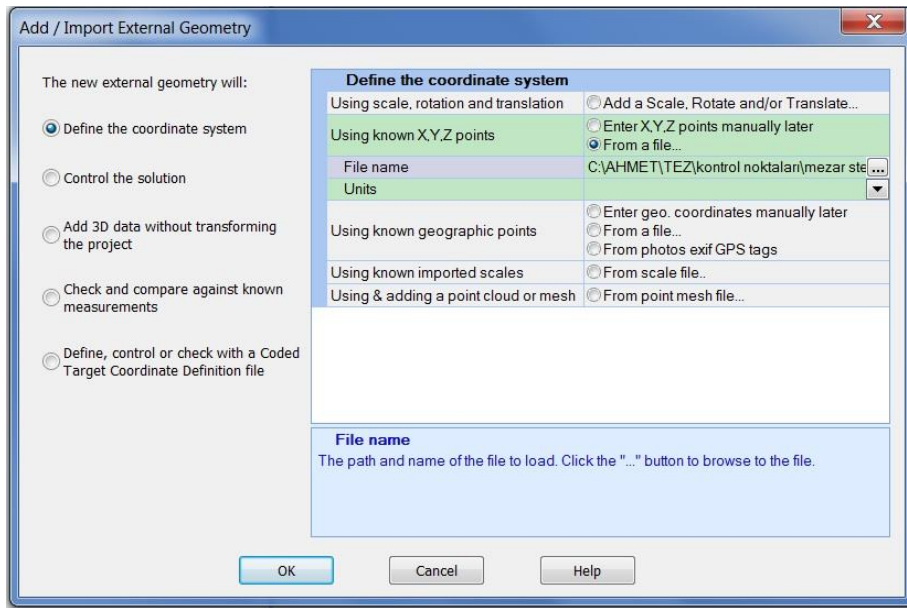 Add / Import External Geometry
The new external geometry will:
Define the coordinate system
Control the solution
Add 3D data without transforming
the project
Check and compare against known
measurements
Define, control or check with a Coded
Target Coordinate Definition file
Define the coordinate system
Using scale, rotation and translation
Add a Scale, Rotate and/or Translate...
Using known X,Y,Z points
Enter X,Y,Z points manually later
From a file...
File name
C:\AHMET\TEZ\kontrol noktaları\mezar ste
...
Units
Using known geographic points
Enter geo. coordinates manually later
From a file...
From photos exif GPS tags
Using known imported scales
From scale file..
Using & adding a point cloud or mesh
From point mesh file...
File name
The path and name of the file to load. Click the "..." button to browse to the file.
OK
Cancel
Help